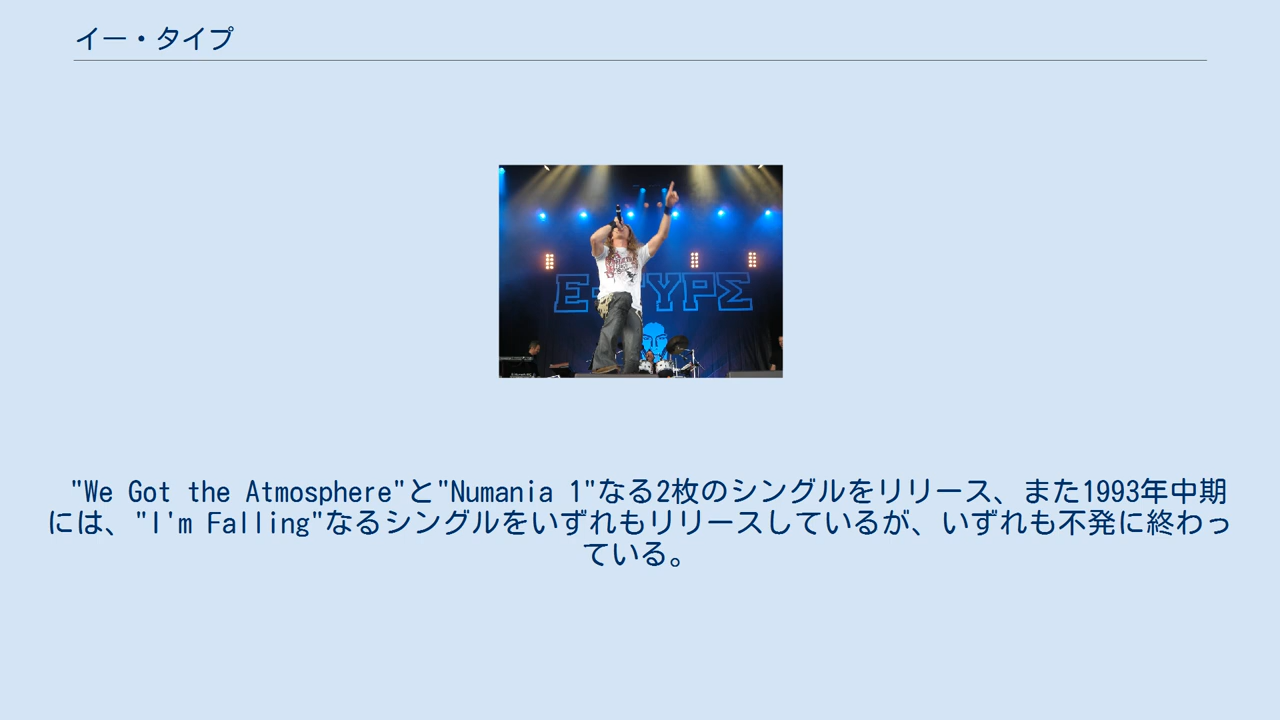 イー・タイプ
E-TYPE
"We Got the Atmosphere"と"Numania 1"なる2枚のシングルをリリース、また1993年中期
には、"I'm Falling"なるシングルをいずれもリリースしているが、いずれも不発に終わっ
ている。